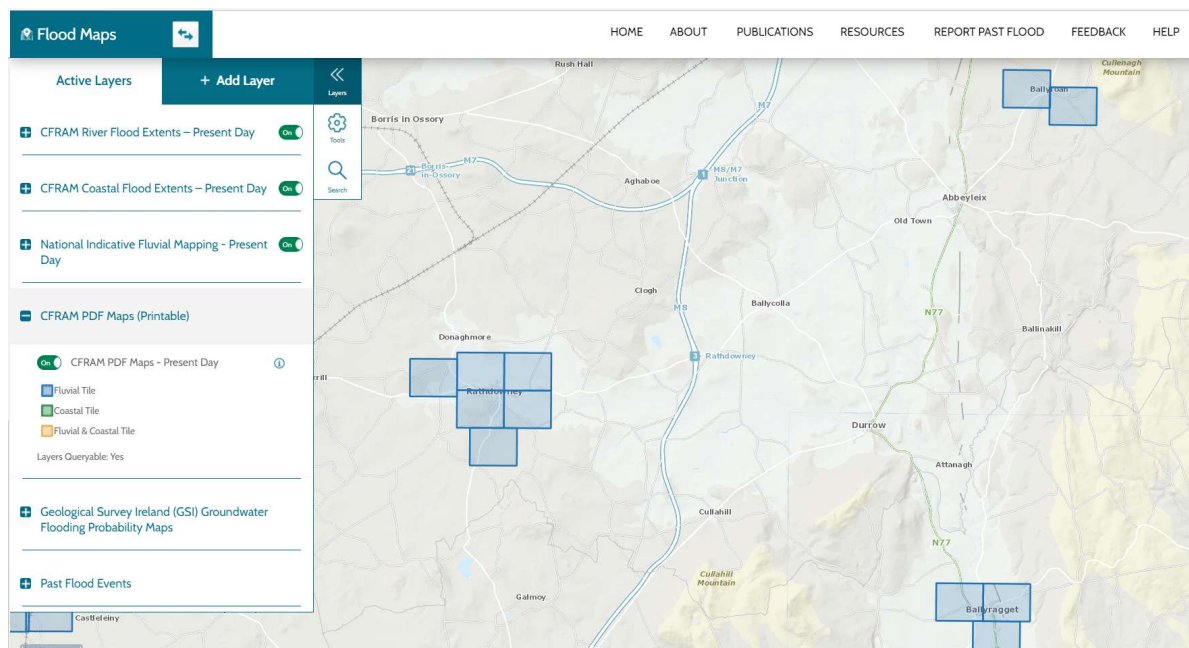 Flood Maps
HOME ABOUT PUBLICATIONS RESOURCES REPORT PAST FLOOD FEEDBACK HELP
Active Layers
+ Add Layer
Layers
Tools
Search
CFRAM River Flood Extents – Present Day
On
CFRAM Coastal Flood Extents – Present Day
On
National Indicative Fluvial Mapping - Present
Day
On
CFRAM PDF Maps (Printable)
On
CFRAM PDF Maps - Present Day
Fluvial Tile
Coastal Tile
Fluvial & Coastal Tile
Layers Queryable: Yes
Geological Survey Ireland (GSI) Groundwater
Flooding Probability Maps
Past Flood Events
Rush Hall
Cullenagh
Mountain
Ballyroan
M7
Borris in Ossory
21
Borris-
in-Ossory
M7
1
M8/M7
Junction
Aghaboe
Abbeyleix
Old Town
Clogh
M8
Ballycolla
N77
Ballinakill
Donaghmore
3
Rathdowney
rrill
Rathdowney
Durrow
Attanagh
Cullahill
N77
Cullahill
Mountain
Galmoy
Ballyragget
Castleleiny